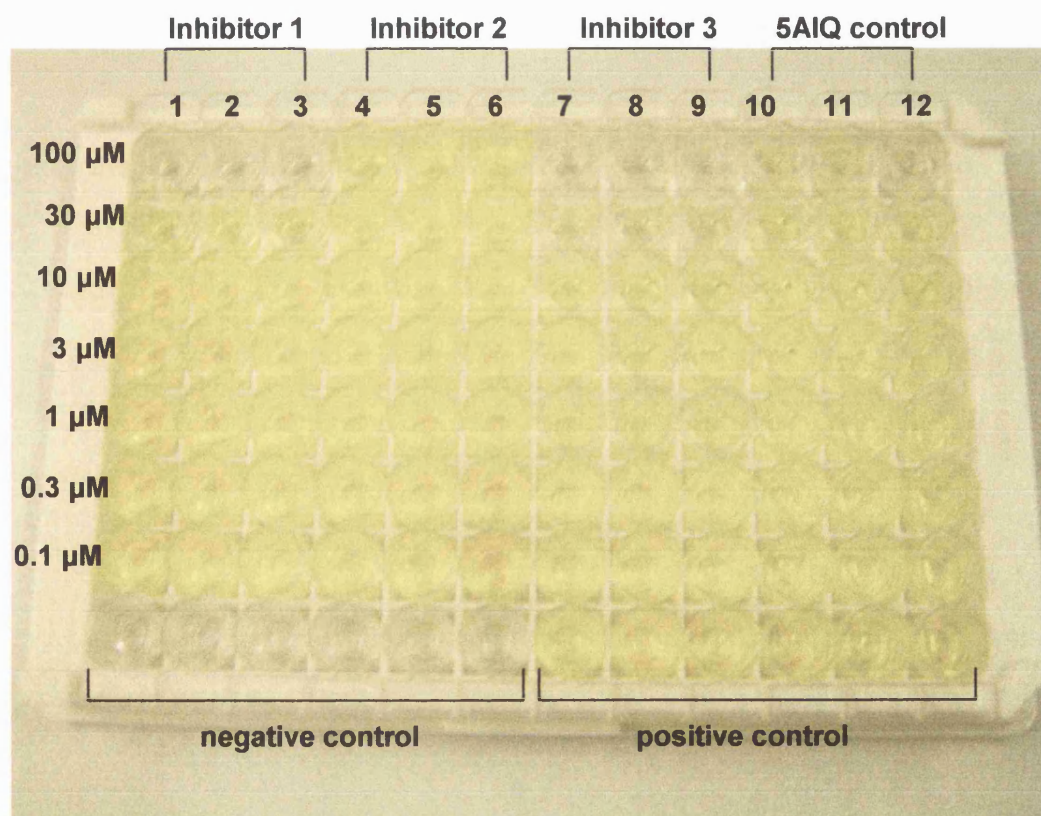 Inhibitor 1 Inhibitor 2 Inhibitor 3 5AIQ control
1 2 3 4 5 6 7 8 9 10 11 12
100 µM
30 µM
10 µM
3 µM
1 µM
0.3 µM
0.1 µM
negative control positive control